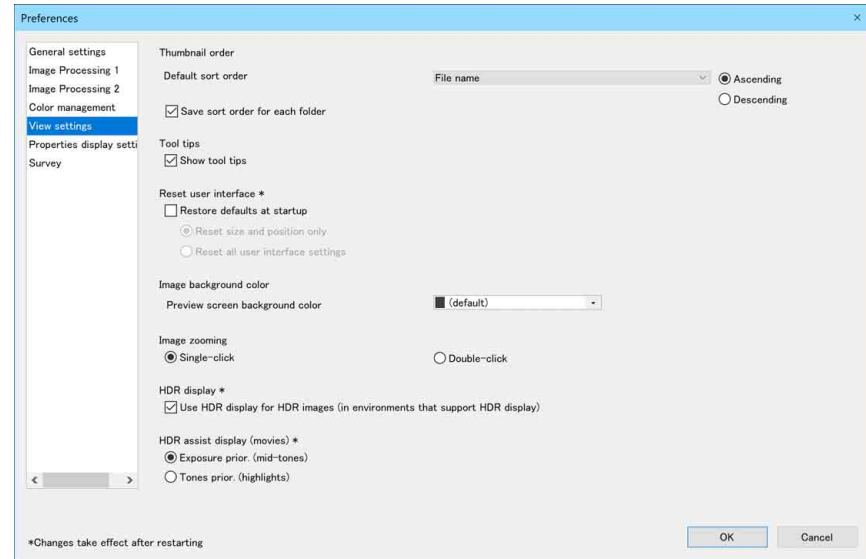 Preferences
General settings
Image Processing 1
Image Processing 2
Color management
View settings
Properties display setti
Survey
Thumbnail order
Default sort order
File name
Ascending
Descending
Save sort order for each folder
Tool tips
Show tool tips
Reset user interface *
Restore defaults at startup
Reset size and position only
Reset all user interface settings
Image background color
Preview screen background color
(default)
Image zooming
Single-click
Double-click
HDR display *
Use HDR display for HDR images (in environments that support HDR display)
HDR assist display (movies) *
Exposure prior. (mid-tones)
Tones prior. (highlights)
*Changes take effect after restarting
OK
Cancel